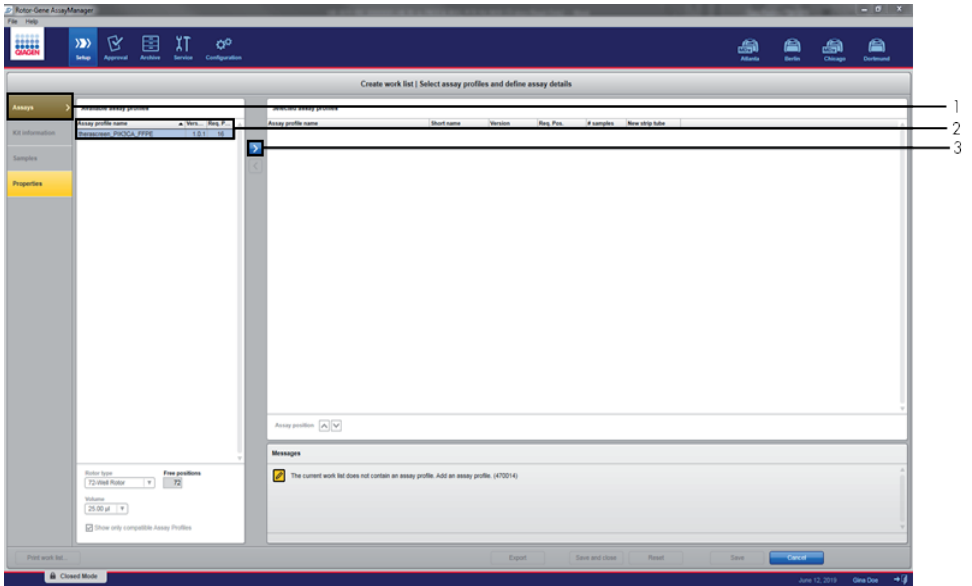 Rotor-Gene AssayManager
File Help
QIAGEN
Setup Approval Archive Service Configuration
Atlanta Berlin Chicago Dortmund
Create work list | Select assay profiles and define assay details
Assays
Available assay profiles
Selected assay profiles
1
Assay profile name Vers... Req. P...
Assay profile name Short name Version Req. Pos. # samples New strip tube
therascreen_PIK3CA_FFPE 1.0.1 16
2
3
Kit information
Samples
Properties
Assay position
Messages
The current work list does not contain an assay profile. Add an assay profile. (470014)
Rotor type Free positions
72-Well Rotor 72
Volume
25.00 µl
Show only compatible Assay Profiles
Print work list... Export Save and close Reset Save Cancel
Closed Mode June 12, 2019 Gina Doe